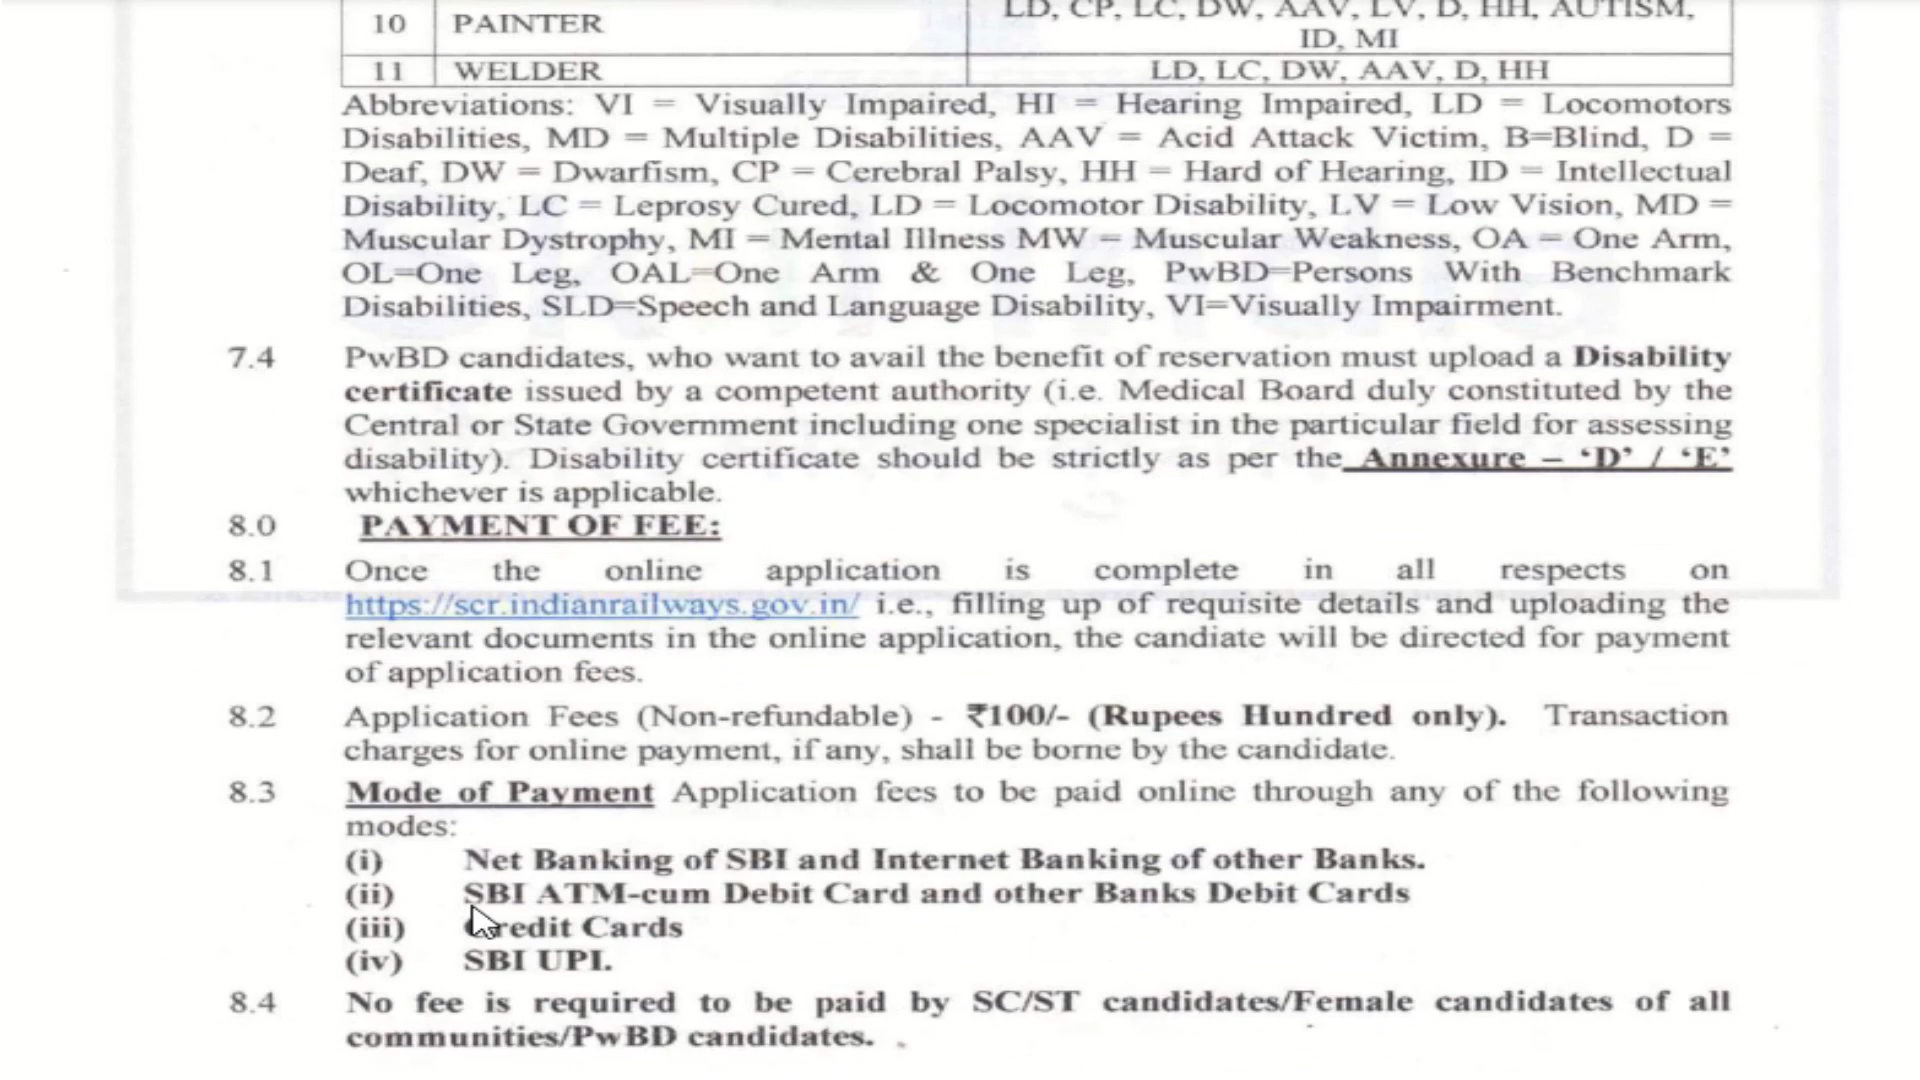 10 PAINTER LD, CP, LC, DW, AAV, LV, D, HH, AUTISM,
ID, MI
11 WELDER LD, LC, DW, AAV, D, HH
Abbreviations: VI = Visually Impaired, HI = Hearing Impaired, LD = Locomotors
Disabilities, MD = Multiple Disabilities, AAV = Acid Attack Victim, B=Blind, D =
Deaf, DW = Dwarfism, CP = Cerebral Palsy, HH = Hard of Hearing, ID = Intellectual
Disability, LC = Leprosy Cured, LD = Locomotor Disability, LV = Low Vision, MD =
Muscular Dystrophy, MI = Mental Illness MW = Muscular Weakness, OA = One Arm,
OL=One Leg, OAL=One Arm & One Leg, PwBD=Persons With Benchmark
Disabilities, SLD=Speech and Language Disability, VI=Visually Impairment.
7.4 PwBD candidates, who want to avail the benefit of reservation must upload a Disability
certificate issued by a competent authority (i.e. Medical Board duly constituted by the
Central or State Government including one specialist in the particular field for assessing
disability). Disability certificate should be strictly as per the Annexure – ‘D’ / ‘E’
whichever is applicable.
8.0 PAYMENT OF FEE:
8.1 Once the online application is complete in all respects on
https://scr.indianrailways.gov.in/ i.e., filling up of requisite details and uploading the
relevant documents in the online application, the candiate will be directed for payment
of application fees.
8.2 Application Fees (Non-refundable) - ₹100/- (Rupees Hundred only). Transaction
charges for online payment, if any, shall be borne by the candidate.
8.3 Mode of Payment Application fees to be paid online through any of the following
modes:
(i) Net Banking of SBI and Internet Banking of other Banks.
(ii) SBI ATM-cum Debit Card and other Banks Debit Cards
(iii) Credit Cards
(iv) SBI UPI.
8.4 No fee is required to be paid by SC/ST candidates/Female candidates of all
communities/PwBD candidates.